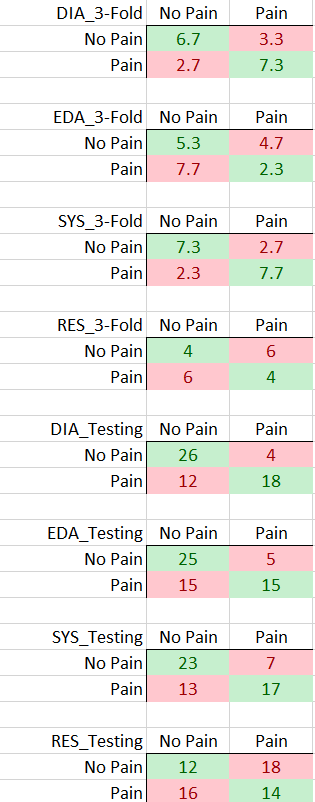 DIA_3-Fold No Pain Pain
No Pain 6.7 3.3
Pain 2.7 7.3
EDA_3-Fold No Pain Pain
No Pain 5.3 4.7
Pain 7.7 2.3
SYS_3-Fold No Pain Pain
No Pain 7.3 2.7
Pain 2.3 7.7
RES_3-Fold No Pain Pain
No Pain 4 6
Pain 6 4
DIA_Testing No Pain Pain
No Pain 26 4
Pain 12 18
EDA_Testing No Pain Pain
No Pain 25 5
Pain 15 15
SYS_Testing No Pain Pain
No Pain 23 7
Pain 13 17
RES_Testing No Pain Pain
No Pain 12 18
Pain 16 14